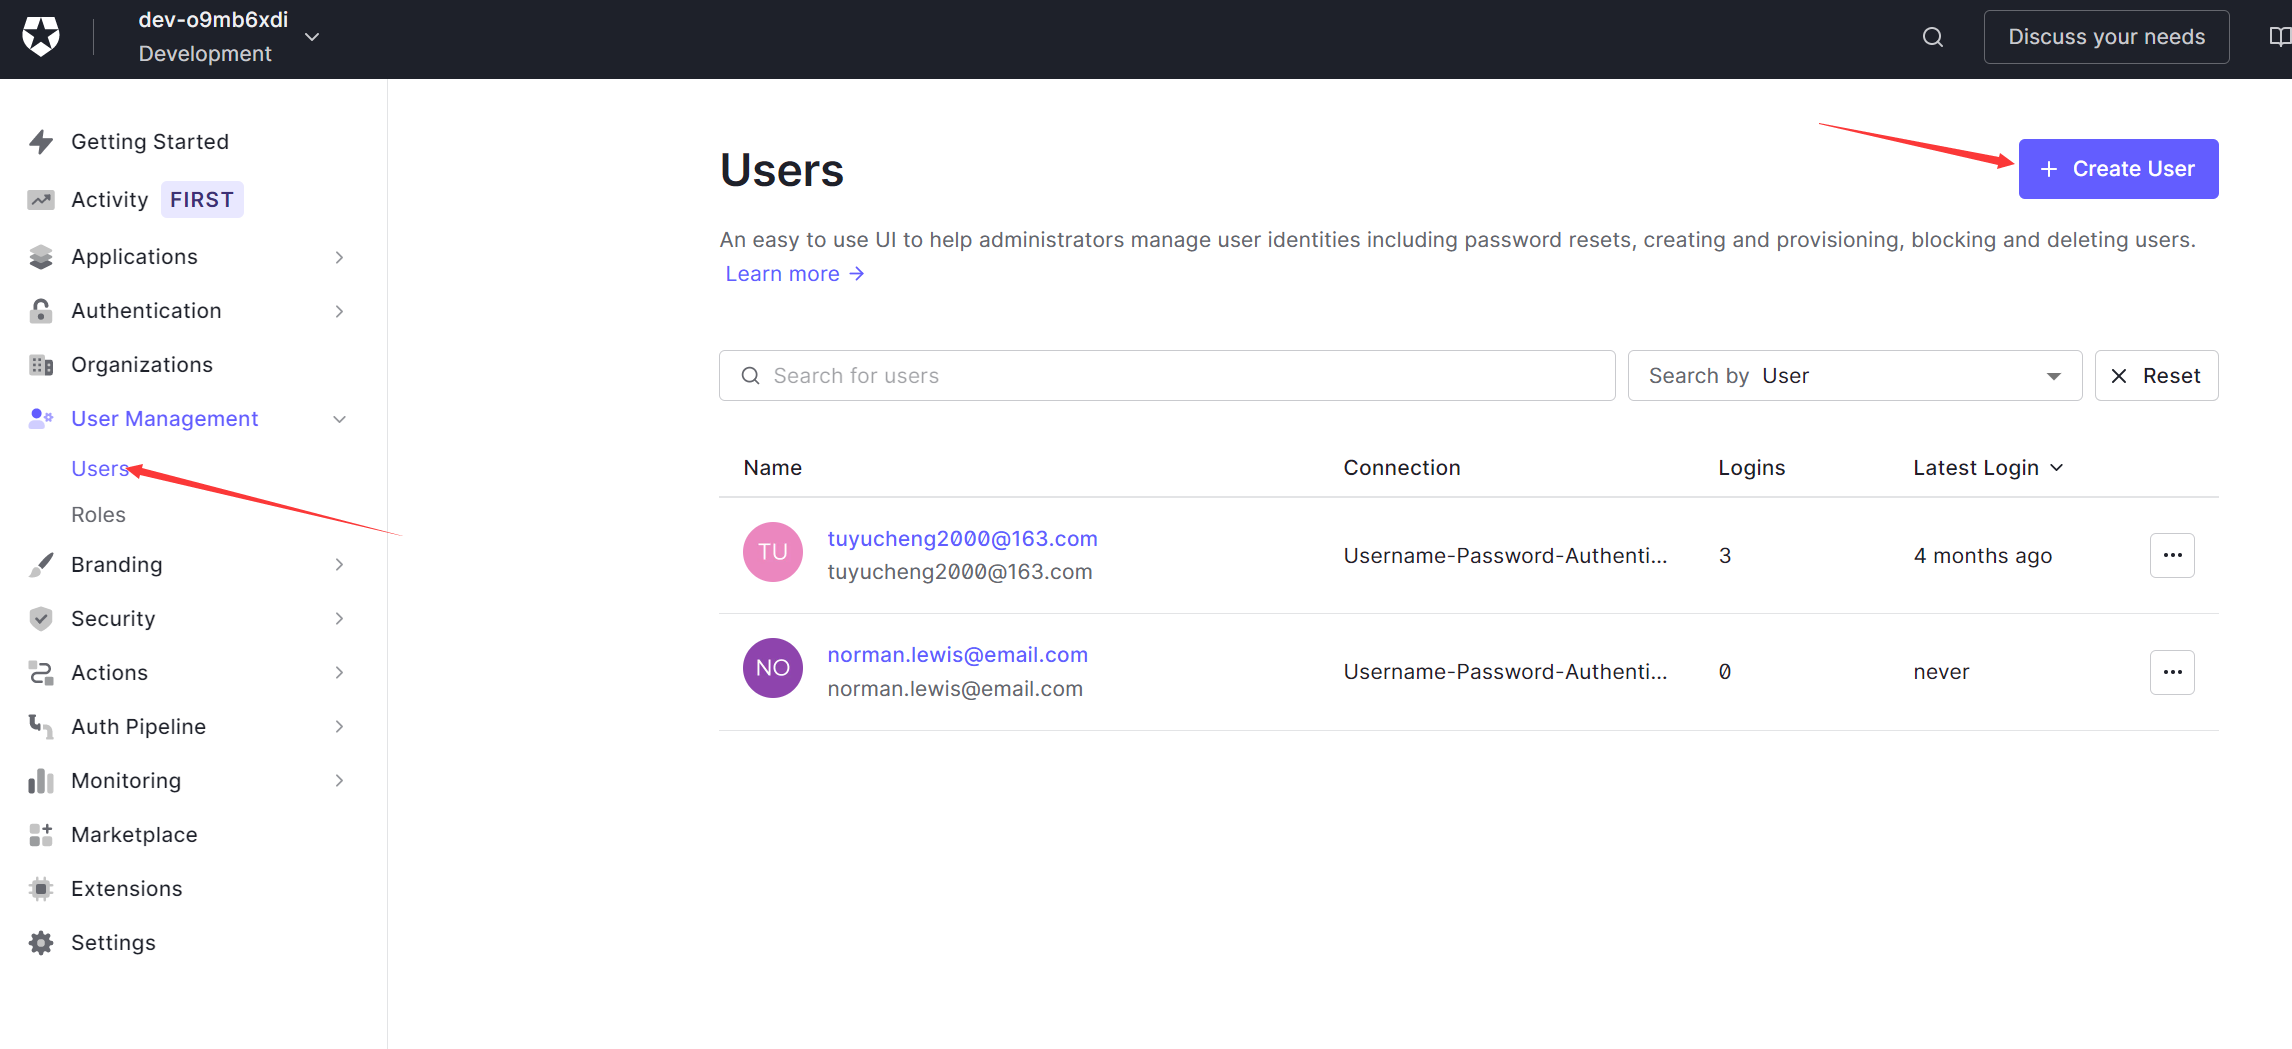 dev-o9mb6xdi
Development
Discuss your needs
Getting Started
Activity FIRST
Applications
Authentication
Organizations
User Management
Users
Roles
Branding
Security
Actions
Auth Pipeline
Monitoring
Marketplace
Extensions
Settings
Users
+ Create User
An easy to use UI to help administrators manage user identities including password resets, creating and provisioning, blocking and deleting users.
Learn more →
Search for users
Search by User
Reset
Name Connection Logins Latest Login
TU tuyucheng2000@163.com
tuyucheng2000@163.com
Username-Password-Authenti... 3 4 months ago
NO norman.lewis@email.com
norman.lewis@email.com
Username-Password-Authenti... 0 never